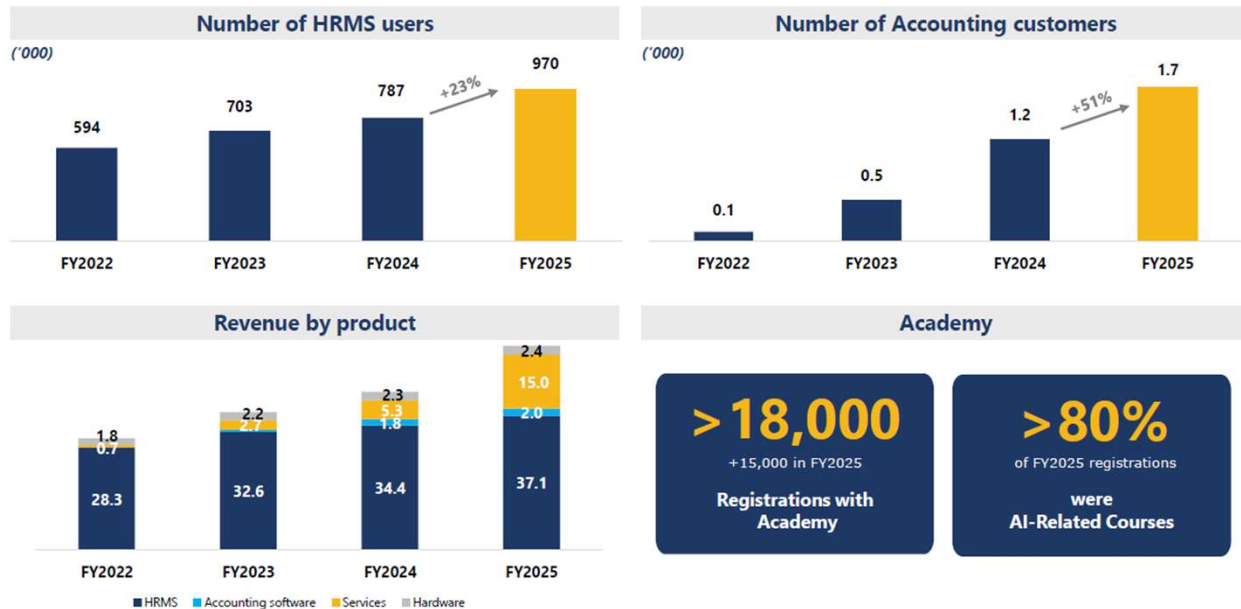 Number of HRMS users
('000)
594
703
787
+23%
970
FY2022
FY2023
FY2024
FY2025
Number of Accounting customers
('000)
0.1
0.5
1.2
+51%
1.7
FY2022
FY2023
FY2024
FY2025
Revenue by product
1.8
0.7
28.3
2.2
2.7
32.6
2.3
5.3
1.8
34.4
2.4
15.0
2.0
37.1
FY2022
FY2023
FY2024
FY2025
HRMS
Accounting software
Services
Hardware
Academy
>18,000
+15,000 in FY2025
Registrations with
Academy
>80%
of FY2025 registrations
were
AI-Related Courses